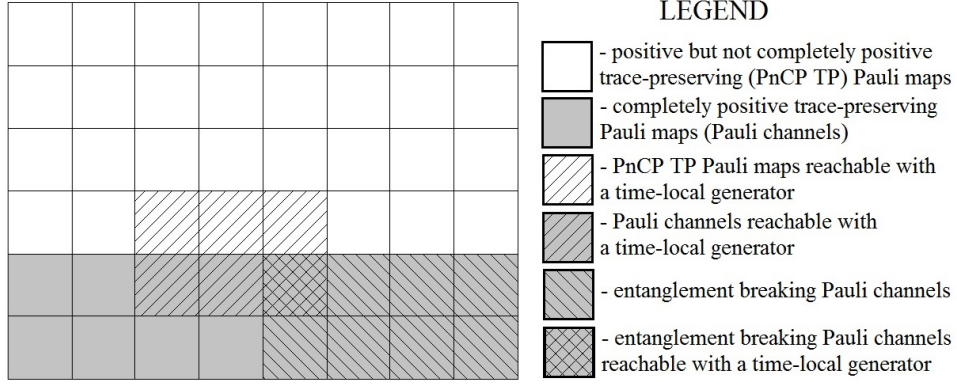 LEGEND
- positive but not completely positive
trace-preserving (PnCP TP) Pauli maps
- completely positive trace-preserving
Pauli maps (Pauli channels)
- PnCP TP Pauli maps reachable with
a time-local generator
- Pauli channels reachable with
a time-local generator
- entanglement breaking Pauli channels
- entanglement breaking Pauli channels
reachable with a time-local generator